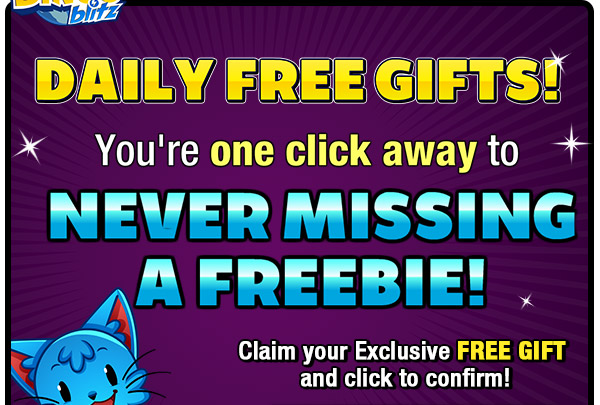 blitz
DAILY FREE GIFTS!
You're one click away to
NEVER MISSING
A FREEBIE!
Claim your Exclusive FREE GIFT
and click to confirm!